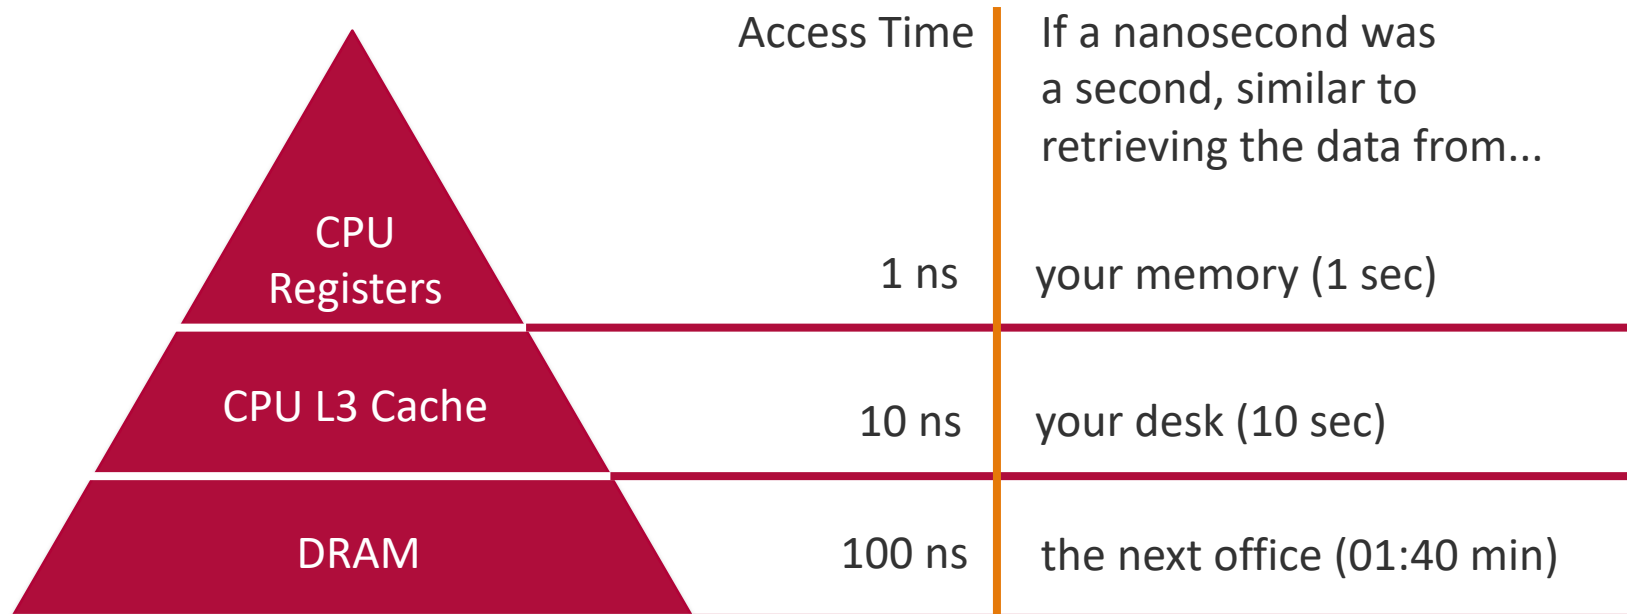 Access Time
If a nanosecond was
a second, similar to
retrieving the data from...
CPU
Registers
1 ns
your memory (1 sec)
CPU L3 Cache
10 ns
your desk (10 sec)
DRAM
100 ns
the next office (01:40 min)